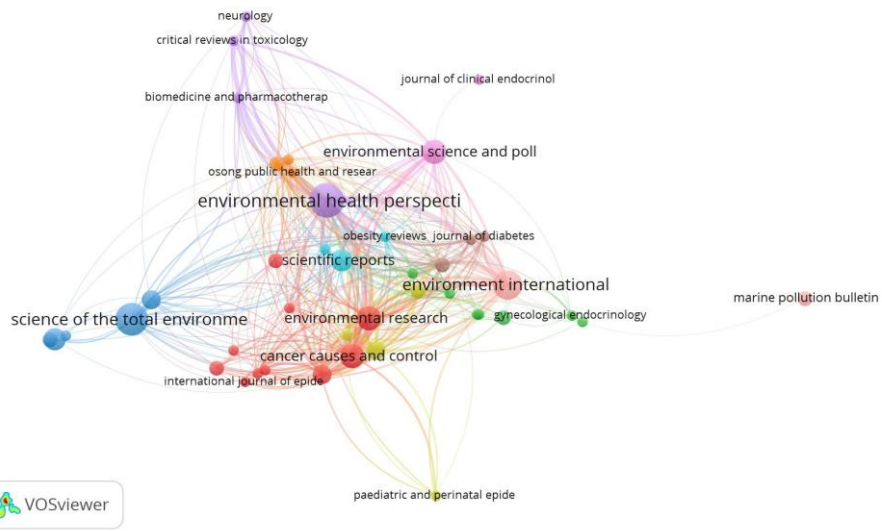 neurology
critical reviews in toxicology
journal of clinical endocrinol
biomedicine and pharmacotherap
environmental science and poll
osong public health and resear
environmental health perspecti
obesity reviews journal of diabetes
scientific reports
environment international
marine pollution bulletin
science of the total environme
environmental research
gynecological endocrinology
cancer causes and control
international journal of epide
paediatric and perinatal epide
VOSviewer